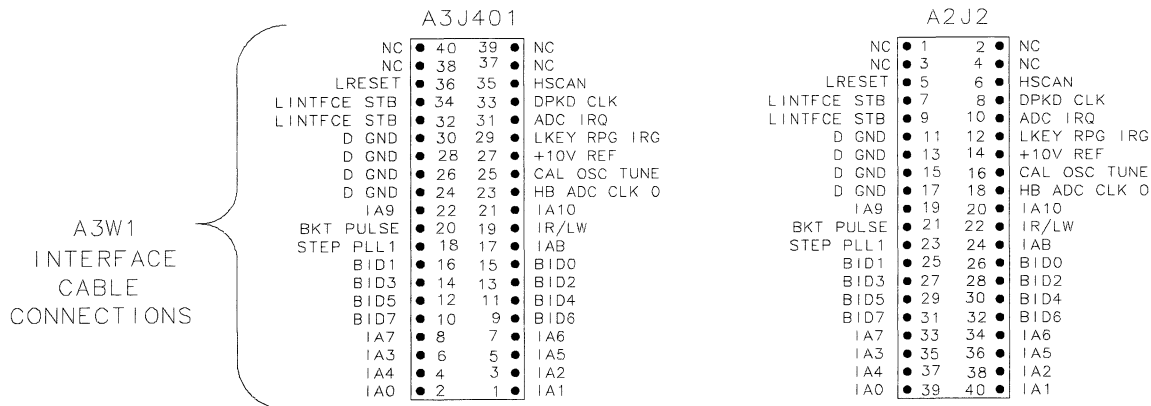 A3J401
NC 40 39 NC
NC 38 37 NC
LRESET 36 35 HSCAN
LINTFCE STB 34 33 DPKD CLK
LINTFCE STB 32 31 ADC IRQ
D GND 30 29 LKEY RPG IRG
D GND 28 27 +10V REF
D GND 26 25 CAL OSC TUNE
D GND 24 23 HB ADC CLK 0
IA9 22 21 IA10
BKT PULSE 20 19 IR/LW
STEP PLL1 18 17 IAB
BID1 16 15 BID0
BID3 14 13 BID2
BID5 12 11 BID4
BID7 10 9 BID6
IA7 8 7 IA6
IA3 6 5 IA5
IA4 4 3 IA2
IA0 2 1 IA1
A3W1
INTERFACE
CABLE
CONNECTIONS
A2J2
NC 1 2 NC
NC 3 4 NC
LRESET 5 6 HSCAN
LINTFCE STB 7 8 DPKD CLK
LINTFCE STB 9 10 ADC IRQ
D GND 11 12 LKEY RPG IRG
D GND 13 14 +10V REF
D GND 15 16 CAL OSC TUNE
D GND 17 18 HB ADC CLK 0
IA9 19 20 IA10
BKT PULSE 21 22 IR/LW
STEP PLL1 23 24 IAB
BID1 25 26 BID0
BID3 27 28 BID2
BID5 29 30 BID4
BID7 31 32 BID6
IA7 33 34 IA6
IA3 35 36 IA5
IA4 37 38 IA2
IA0 39 40 IA1